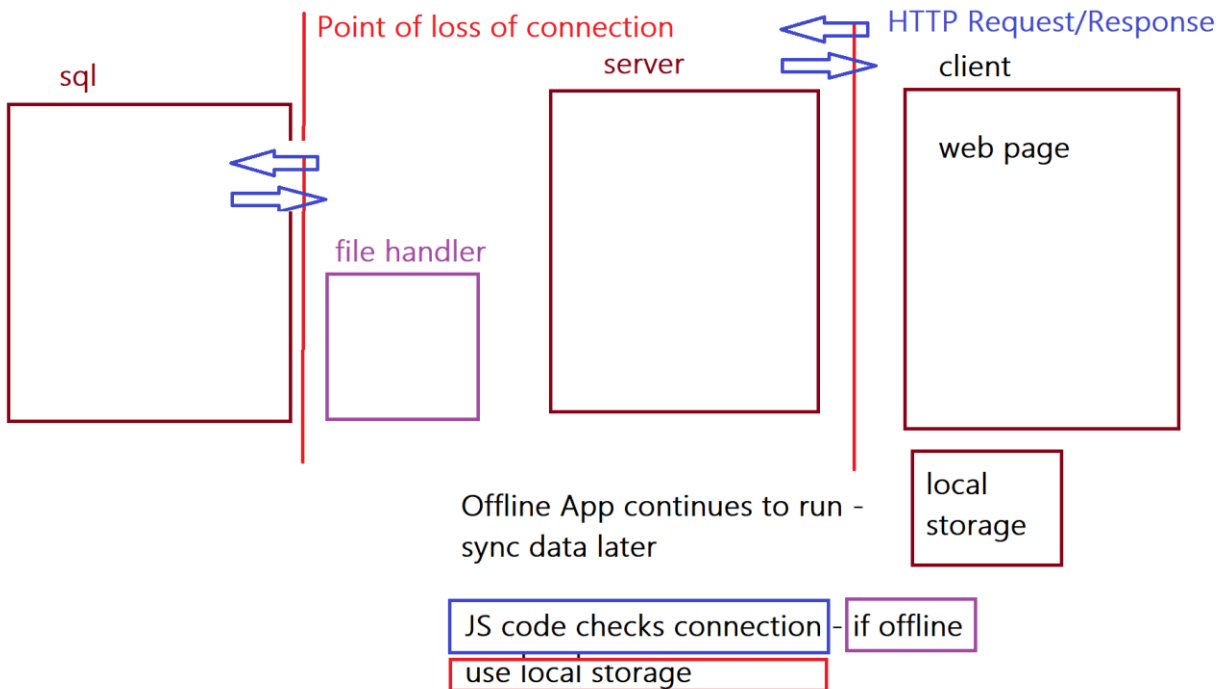 Point of loss of connection
HTTP Request/Response
sql
server
client
web page
file handler
local
storage
Offline App continues to run -
sync data later
JS code checks connection - if offline
use local storage